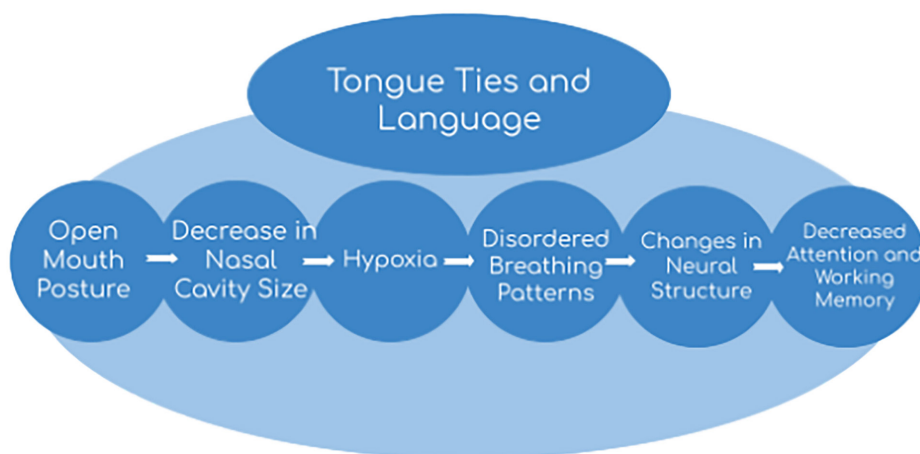 Tongue Ties and
Language
Open
Mouth
Posture
Decrease in
Nasal
Cavity Size
Hypoxia
Disordered
Breathing
Patterns
Changes in
Neural
Structure
Decreased
Attention and
Working
Memory